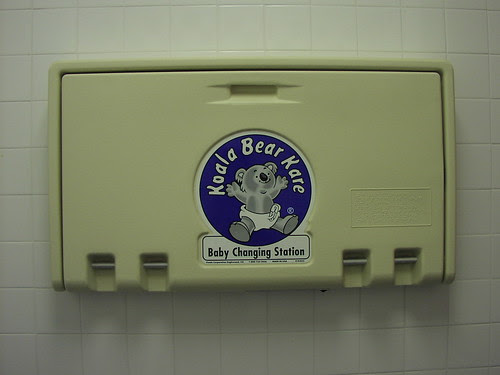 Koala Bear Kare
®
Baby Changing Station